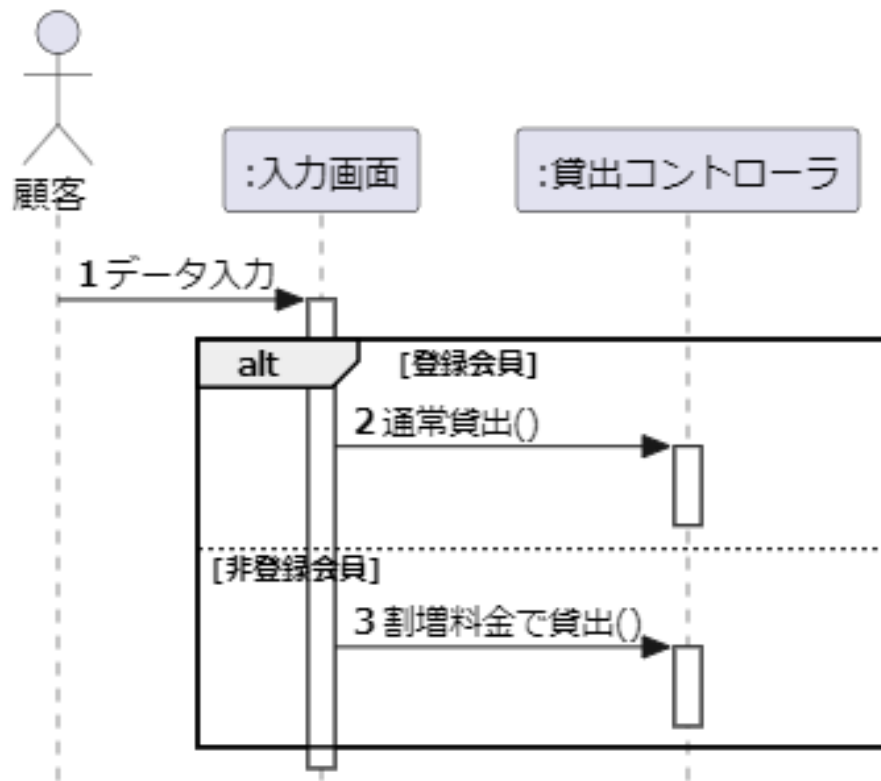 顧客
:入力画面
:貸出コントローラ
1 データ入力
alt
[登録会員]
2 通常貸出()
[非登録会員]
3 割増料金で貸出()